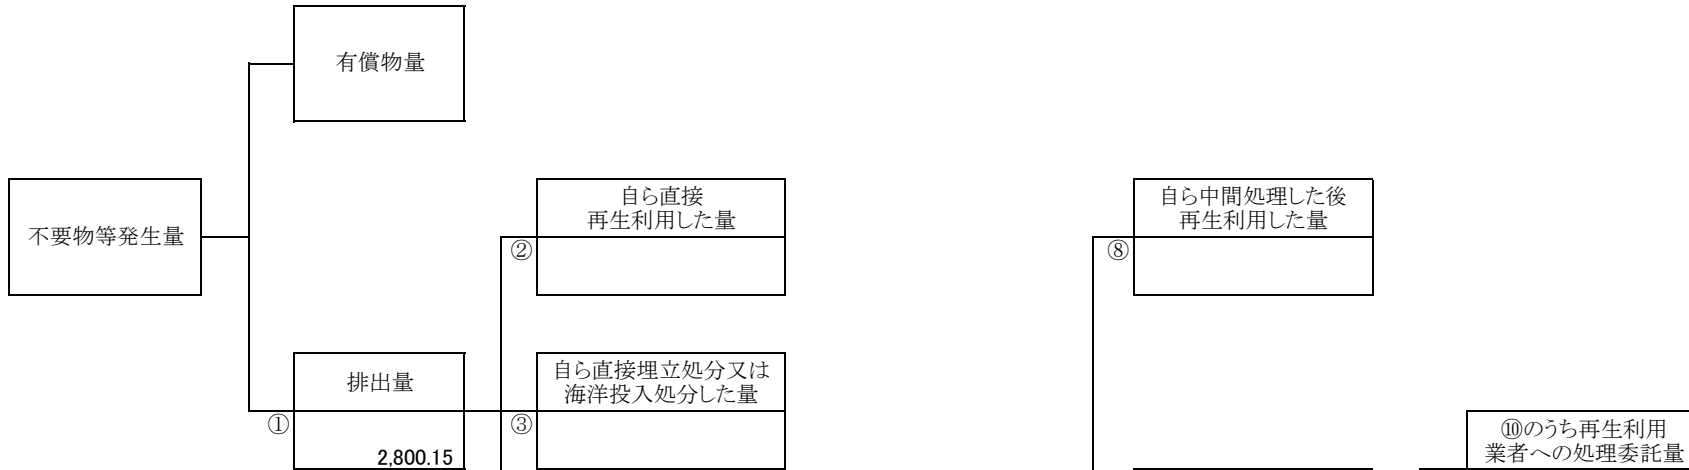 有償物量
不要物等発生量
自ら直接
再生利用した量
②
自ら中間処理した後
再生利用した量
⑧
排出量
①
2,800.15
自ら直接埋立処分又は
海洋投入処分した量
③
⑩のうち再生利用
業者への処理委託量